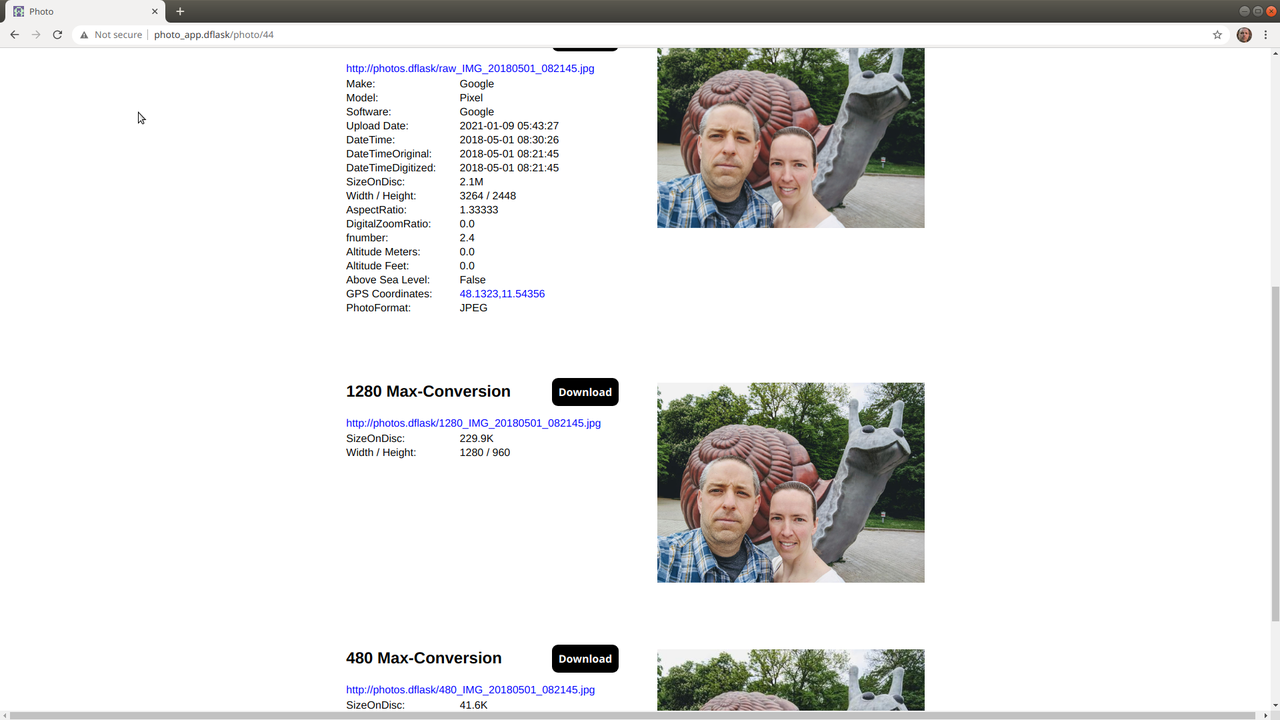 Photo
Not secure photo_app.dflask/photo/44
http://photos.dflask/raw_IMG_20180501_082145.jpg
Make: Google
Model: Pixel
Software: Google
Upload Date: 2021-01-09 05:43:27
DateTime: 2018-05-01 08:30:26
DateTimeOriginal: 2018-05-01 08:21:45
DateTimeDigitized: 2018-05-01 08:21:45
SizeOnDisc: 2.1M
Width / Height: 3264 / 2448
AspectRatio: 1.33333
DigitalZoomRatio: 0.0
fnumber: 2.4
Altitude Meters: 0.0
Altitude Feet: 0.0
Above Sea Level: False
GPS Coordinates: 48.1323,11.54356
PhotoFormat: JPEG
1280 Max-Conversion Download
http://photos.dflask/1280_IMG_20180501_082145.jpg
SizeOnDisc: 229.9K
Width / Height: 1280 / 960
480 Max-Conversion Download
http://photos.dflask/480_IMG_20180501_082145.jpg
SizeOnDisc: 41.6K